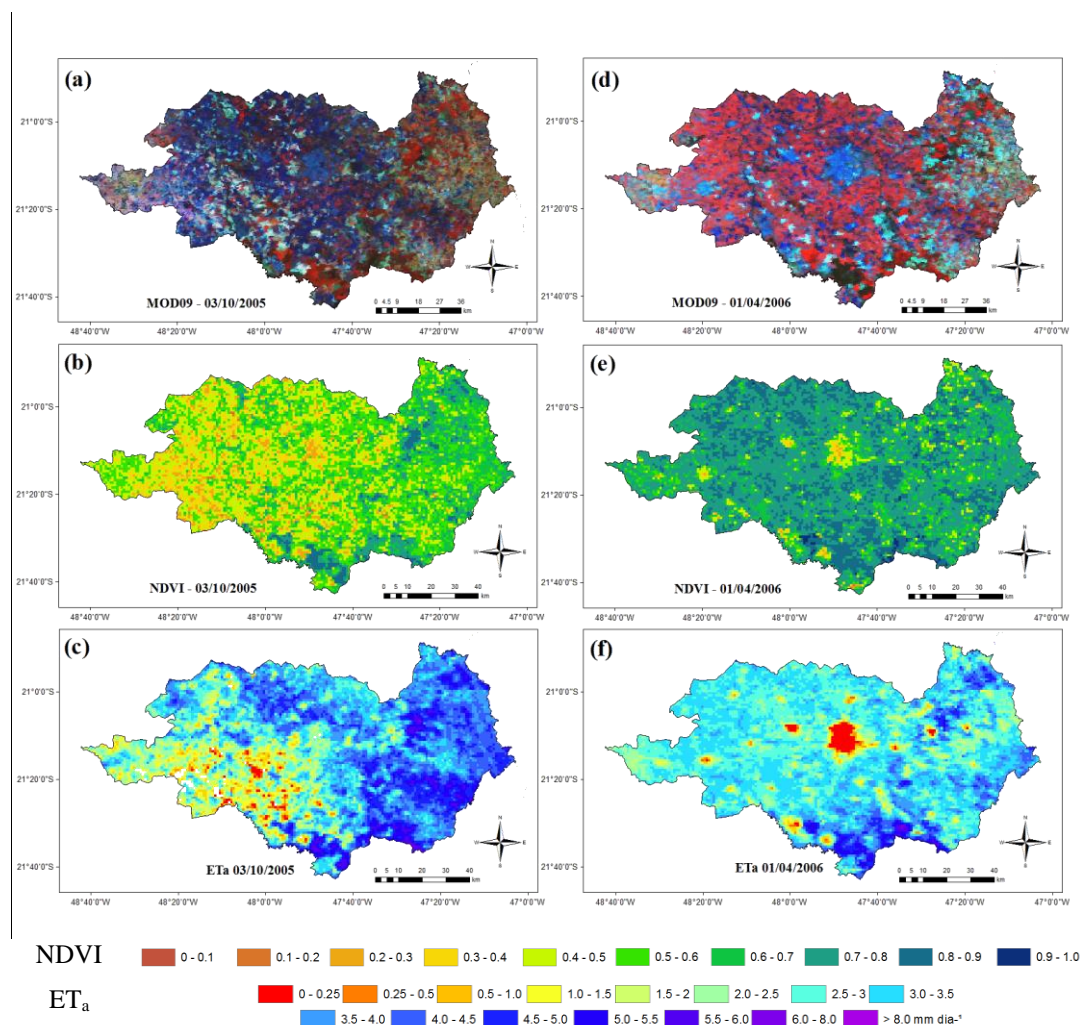 (a)
21°0'0"S
21°20'0"S
21°40'0"S
MOD09 - 03/10/2005
N
W E
S
0 4.5 9 18 27 36
km
48°40'0"W 48°20'0"W 48°0'0"W 47°40'0"W 47°20'0"W 47°0'0"W
(d)
21°0'0"S
21°20'0"S
21°40'0"S
MOD09 - 01/04/2006
N
W E
S
0 4.5 9 18 27 36
km
48°40'0"W 48°20'0"W 48°0'0"W 47°40'0"W 47°20'0"W 47°0'0"W
(b)
21°0'0"S
21°20'0"S
21°40'0"S
NDVI - 03/10/2005
N
W E
S
0 5 10 20 30 40
km
48°40'0"W 48°20'0"W 48°0'0"W 47°40'0"W 47°20'0"W 47°0'0"W
(e)
21°0'0"S
21°20'0"S
21°40'0"S
NDVI - 01/04/2006
N
W E
S
0 5 10 20 30 40
km
48°40'0"W 48°20'0"W 48°0'0"W 47°40'0"W 47°20'0"W 47°0'0"W
(c)
21°0'0"S
21°20'0"S
21°40'0"S
ETa 03/10/2005
N
W E
S
0 5 10 20 30 40
km
48°40'0"W 48°20'0"W 48°0'0"W 47°40'0"W 47°20'0"W 47°0'0"W
(f)
21°0'0"S
21°20'0"S
21°40'0"S
ETa 01/04/2006
N
W E
S
0 5 10 20 30 40
km
48°40'0"W 48°20'0"W 48°0'0"W 47°40'0"W 47°20'0"W 47°0'0"W
NDVI 0 - 0.1 0.1 - 0.2 0.2 - 0.3 0.3 - 0.4 0.4 - 0.5 0.5 - 0.6 0.6 - 0.7 0.7 - 0.8 0.8 - 0.9 0.9 - 1.0
ETa 0 - 0.25 0.25 - 0.5 0.5 - 1.0 1.0 - 1.5 1.5 - 2 2.0 - 2.5 2.5 - 3 3.0 - 3.5
3.5 - 4.0 4.0 - 4.5 4.5 - 5.0 5.0 - 5.5 5.5 - 6.0 6.0 - 8.0 > 8.0 mm dia⁻¹